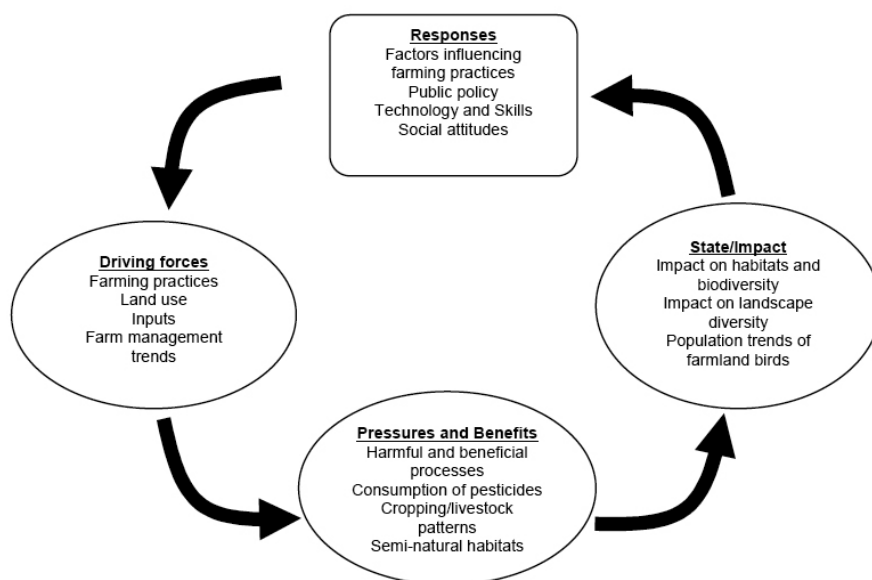 Responses
Factors influencing
farming practices
Public policy
Technology and Skills
Social attitudes
Driving forces
Farming practices
Land use
Inputs
Farm management
trends
State/Impact
Impact on habitats and
biodiversity
Impact on landscape
diversity
Population trends of
farmland birds
Pressures and Benefits
Harmful and beneficial
processes
Consumption of pesticides
Cropping/livestock
patterns
Semi-natural habitats